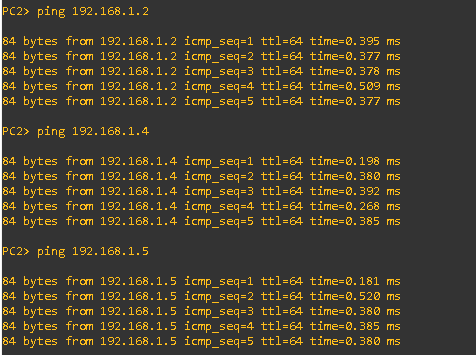 PC2> ping 192.168.1.2
84 bytes from 192.168.1.2 icmp_seq=1 ttl=64 time=0.395 ms
84 bytes from 192.168.1.2 icmp_seq=2 ttl=64 time=0.377 ms
84 bytes from 192.168.1.2 icmp_seq=3 ttl=64 time=0.378 ms
84 bytes from 192.168.1.2 icmp_seq=4 ttl=64 time=0.509 ms
84 bytes from 192.168.1.2 icmp_seq=5 ttl=64 time=0.377 ms
PC2> ping 192.168.1.4
84 bytes from 192.168.1.4 icmp_seq=1 ttl=64 time=0.198 ms
84 bytes from 192.168.1.4 icmp_seq=2 ttl=64 time=0.380 ms
84 bytes from 192.168.1.4 icmp_seq=3 ttl=64 time=0.392 ms
84 bytes from 192.168.1.4 icmp_seq=4 ttl=64 time=0.268 ms
84 bytes from 192.168.1.4 icmp_seq=5 ttl=64 time=0.385 ms
PC2> ping 192.168.1.5
84 bytes from 192.168.1.5 icmp_seq=1 ttl=64 time=0.181 ms
84 bytes from 192.168.1.5 icmp_seq=2 ttl=64 time=0.520 ms
84 bytes from 192.168.1.5 icmp_seq=3 ttl=64 time=0.380 ms
84 bytes from 192.168.1.5 icmp_seq=4 ttl=64 time=0.385 ms
84 bytes from 192.168.1.5 icmp_seq=5 ttl=64 time=0.380 ms